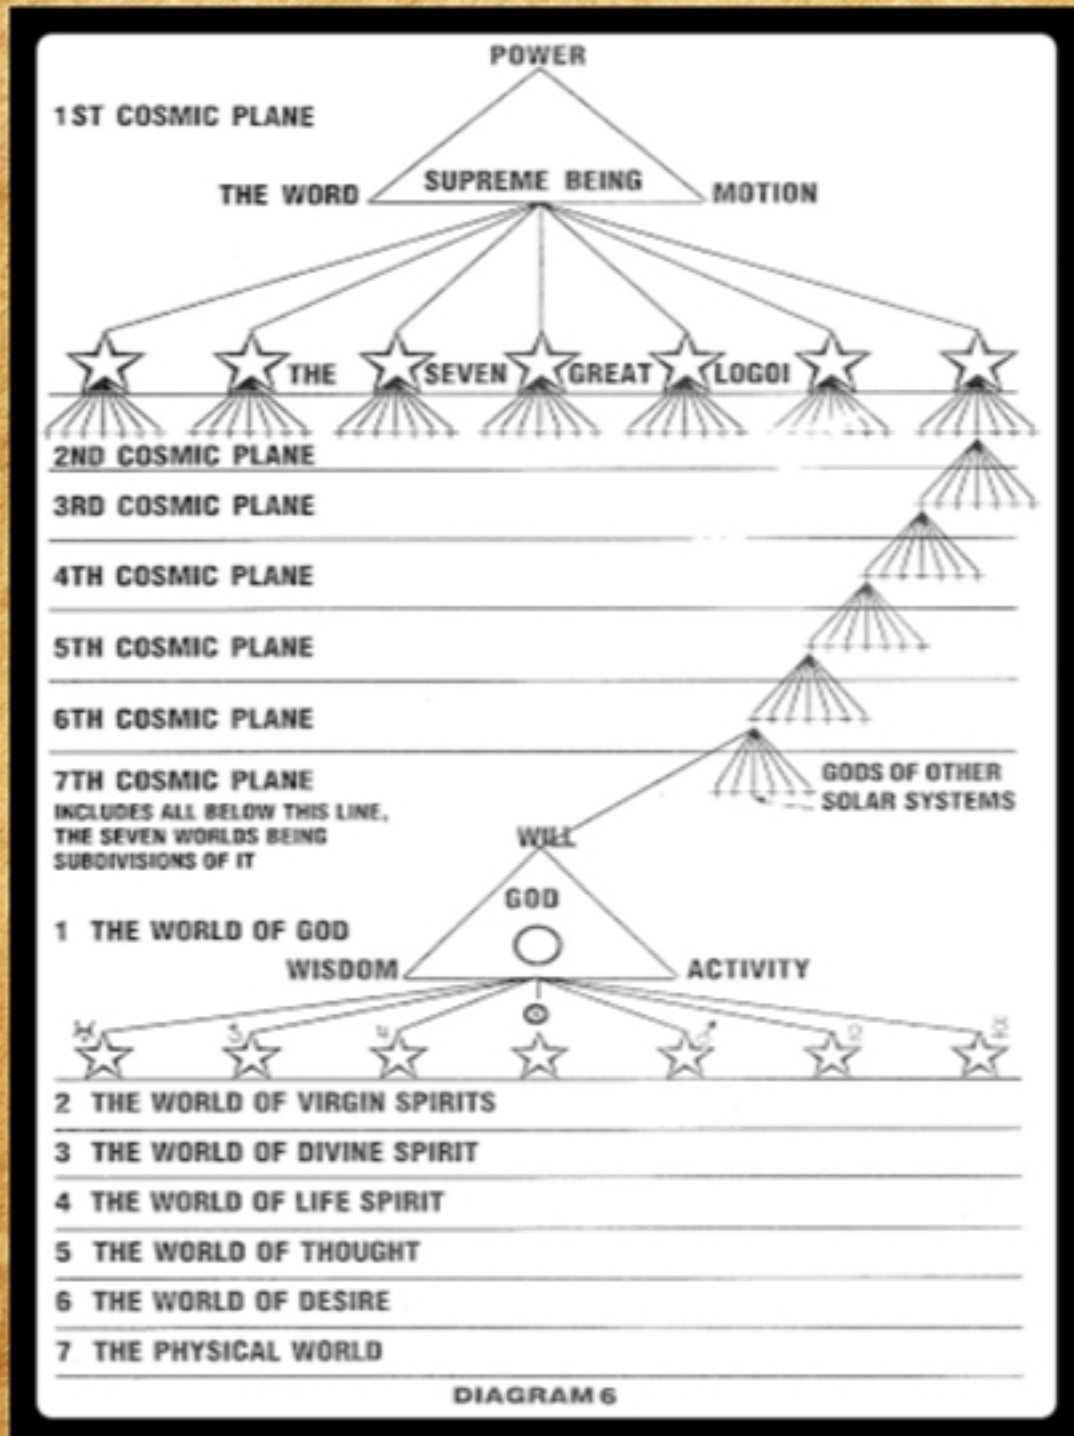 POWER
1ST COSMIC PLANE
SUPREME BEING
THE WORD
MOTION
THE SEVEN GREAT LOGOI
2ND COSMIC PLANE
3RD COSMIC PLANE
4TH COSMIC PLANE
5TH COSMIC PLANE
6TH COSMIC PLANE
7TH COSMIC PLANE
INCLUDES ALL BELOW THIS LINE,
THE SEVEN WORLDS BEING
SUBDIVISIONS OF IT
GODS OF OTHER
SOLAR SYSTEMS
WILL
GOD
1 THE WORLD OF GOD
WISDOM
ACTIVITY
2 THE WORLD OF VIRGIN SPIRITS
3 THE WORLD OF DIVINE SPIRIT
4 THE WORLD OF LIFE SPIRIT
5 THE WORLD OF THOUGHT
6 THE WORLD OF DESIRE
7 THE PHYSICAL WORLD
DIAGRAM 6